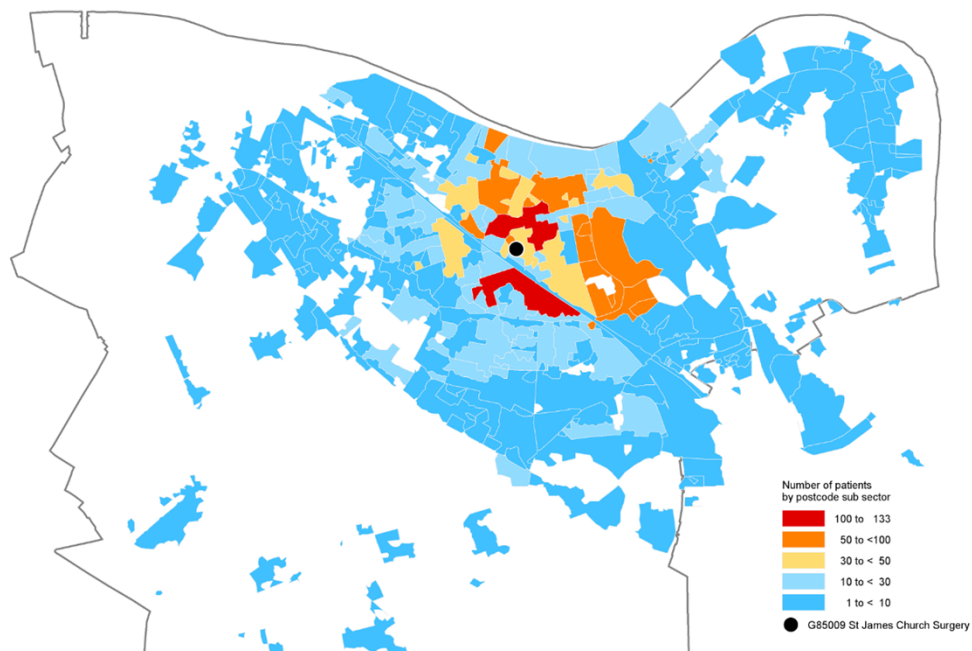 Number of patients
by postcode sub sector
100 to 133
50 to <100
30 to < 50
10 to < 30
1 to < 10
G85009 St James Church Surgery